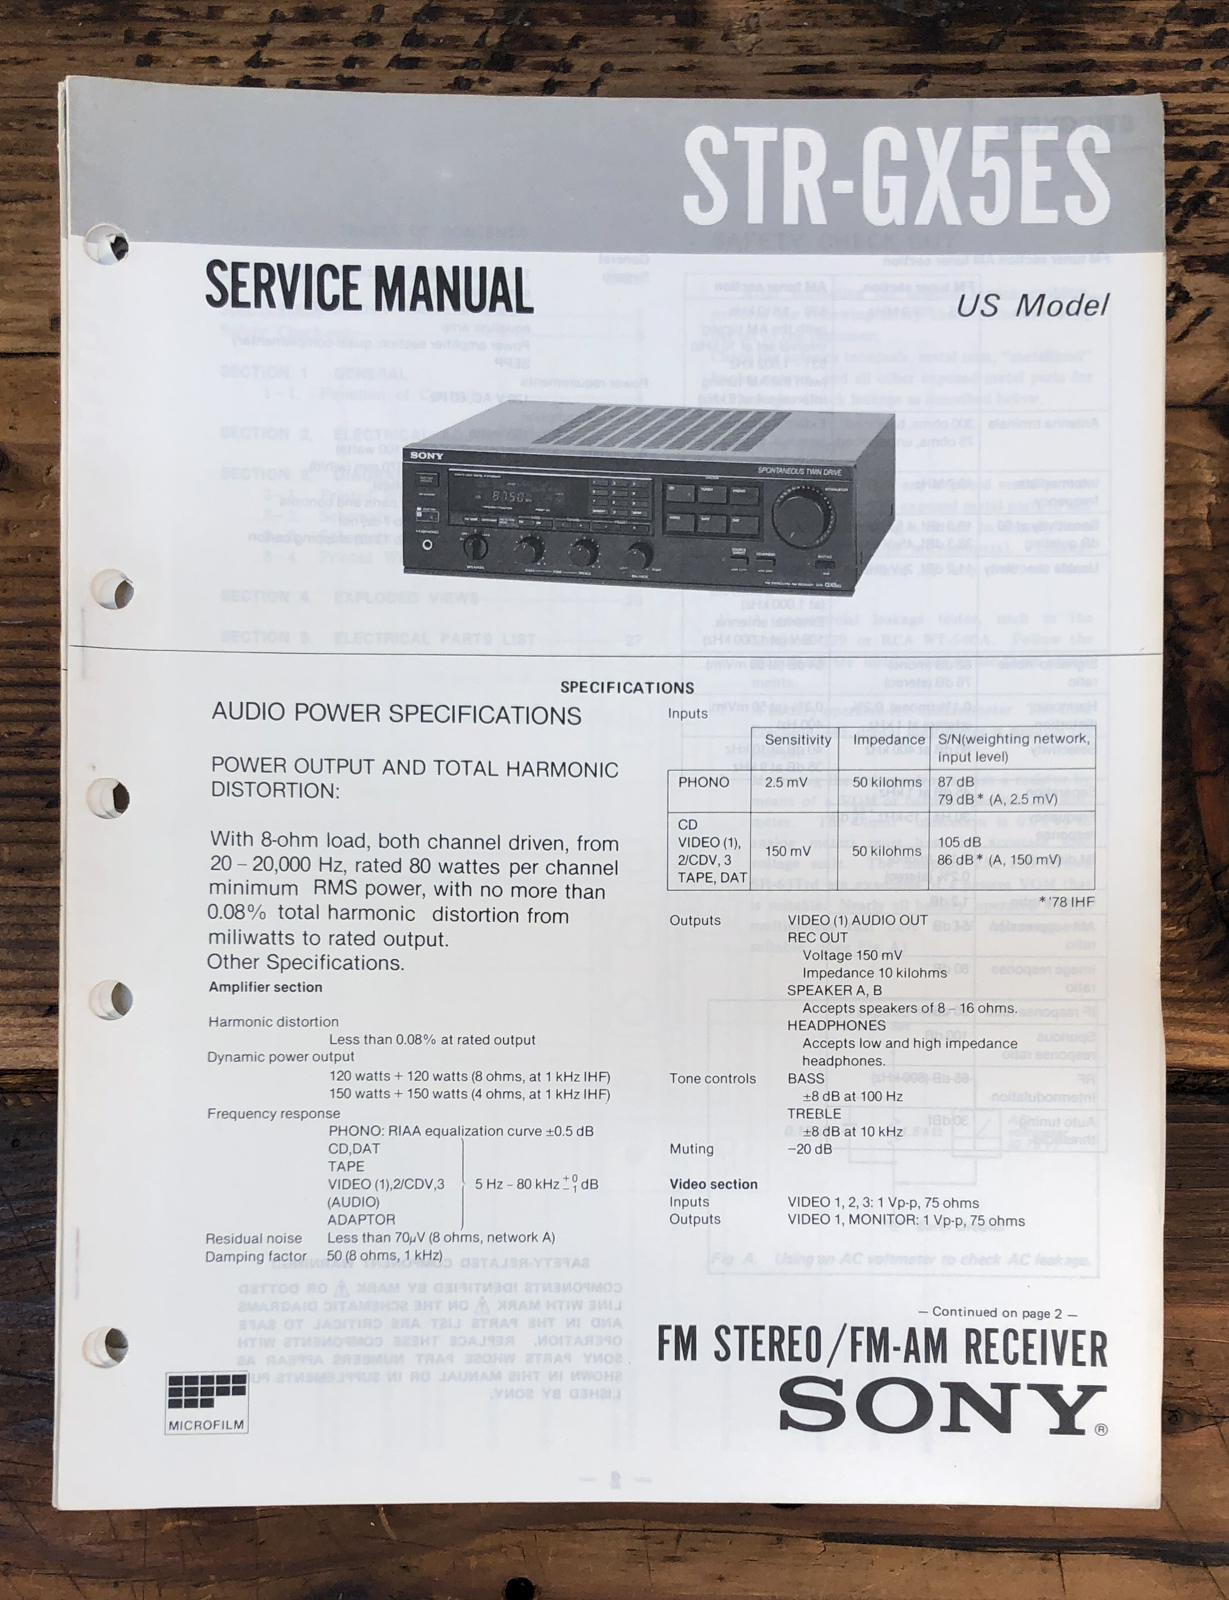 STR-GX5ES
SERVICE MANUAL
US Model
SONY
SPONTANEOUS TWIN DRIVE
SPECIFICATIONS
AUDIO POWER SPECIFICATIONS
POWER OUTPUT AND TOTAL HARMONIC
DISTORTION:
With 8-ohm load, both channel driven, from
20 – 20,000 Hz, rated 80 wattes per channel
minimum RMS power, with no more than
0.08% total harmonic distortion from
miliwatts to rated output.
Other Specifications.
Amplifier section
Harmonic distortion
Less than 0.08% at rated output
Dynamic power output
120 watts + 120 watts (8 ohms, at 1 kHz IHF)
150 watts + 150 watts (4 ohms, at 1 kHz IHF)
Frequency response
PHONO: RIAA equalization curve ±0.5 dB
CD,DAT
TAPE
VIDEO (1),2/CDV,3 5 Hz – 80 kHz +0 −1 dB
(AUDIO)
ADAPTOR
Residual noise Less than 70μV (8 ohms, network A)
Damping factor 50 (8 ohms, 1 kHz)
Inputs
Sensitivity Impedance S/N(weighting network,
input level)
PHONO 2.5 mV 50 kilohms 87 dB
79 dB* (A, 2.5 mV)
CD
VIDEO (1),
2/CDV, 3
TAPE, DAT
150 mV 50 kilohms 105 dB
86 dB* (A, 150 mV)
*'78 IHF
Outputs VIDEO (1) AUDIO OUT
REC OUT
Voltage 150 mV
Impedance 10 kilohms
SPEAKER A, B
Accepts speakers of 8 – 16 ohms.
HEADPHONES
Accepts low and high impedance
headphones.
Tone controls BASS
±8 dB at 100 Hz
TREBLE
±8 dB at 10 kHz
Muting −20 dB
Video section
Inputs VIDEO 1, 2, 3: 1 Vp-p, 75 ohms
Outputs VIDEO 1, MONITOR: 1 Vp-p, 75 ohms
– Continued on page 2 –
FM STEREO/FM-AM RECEIVER
SONY®
MICROFILM